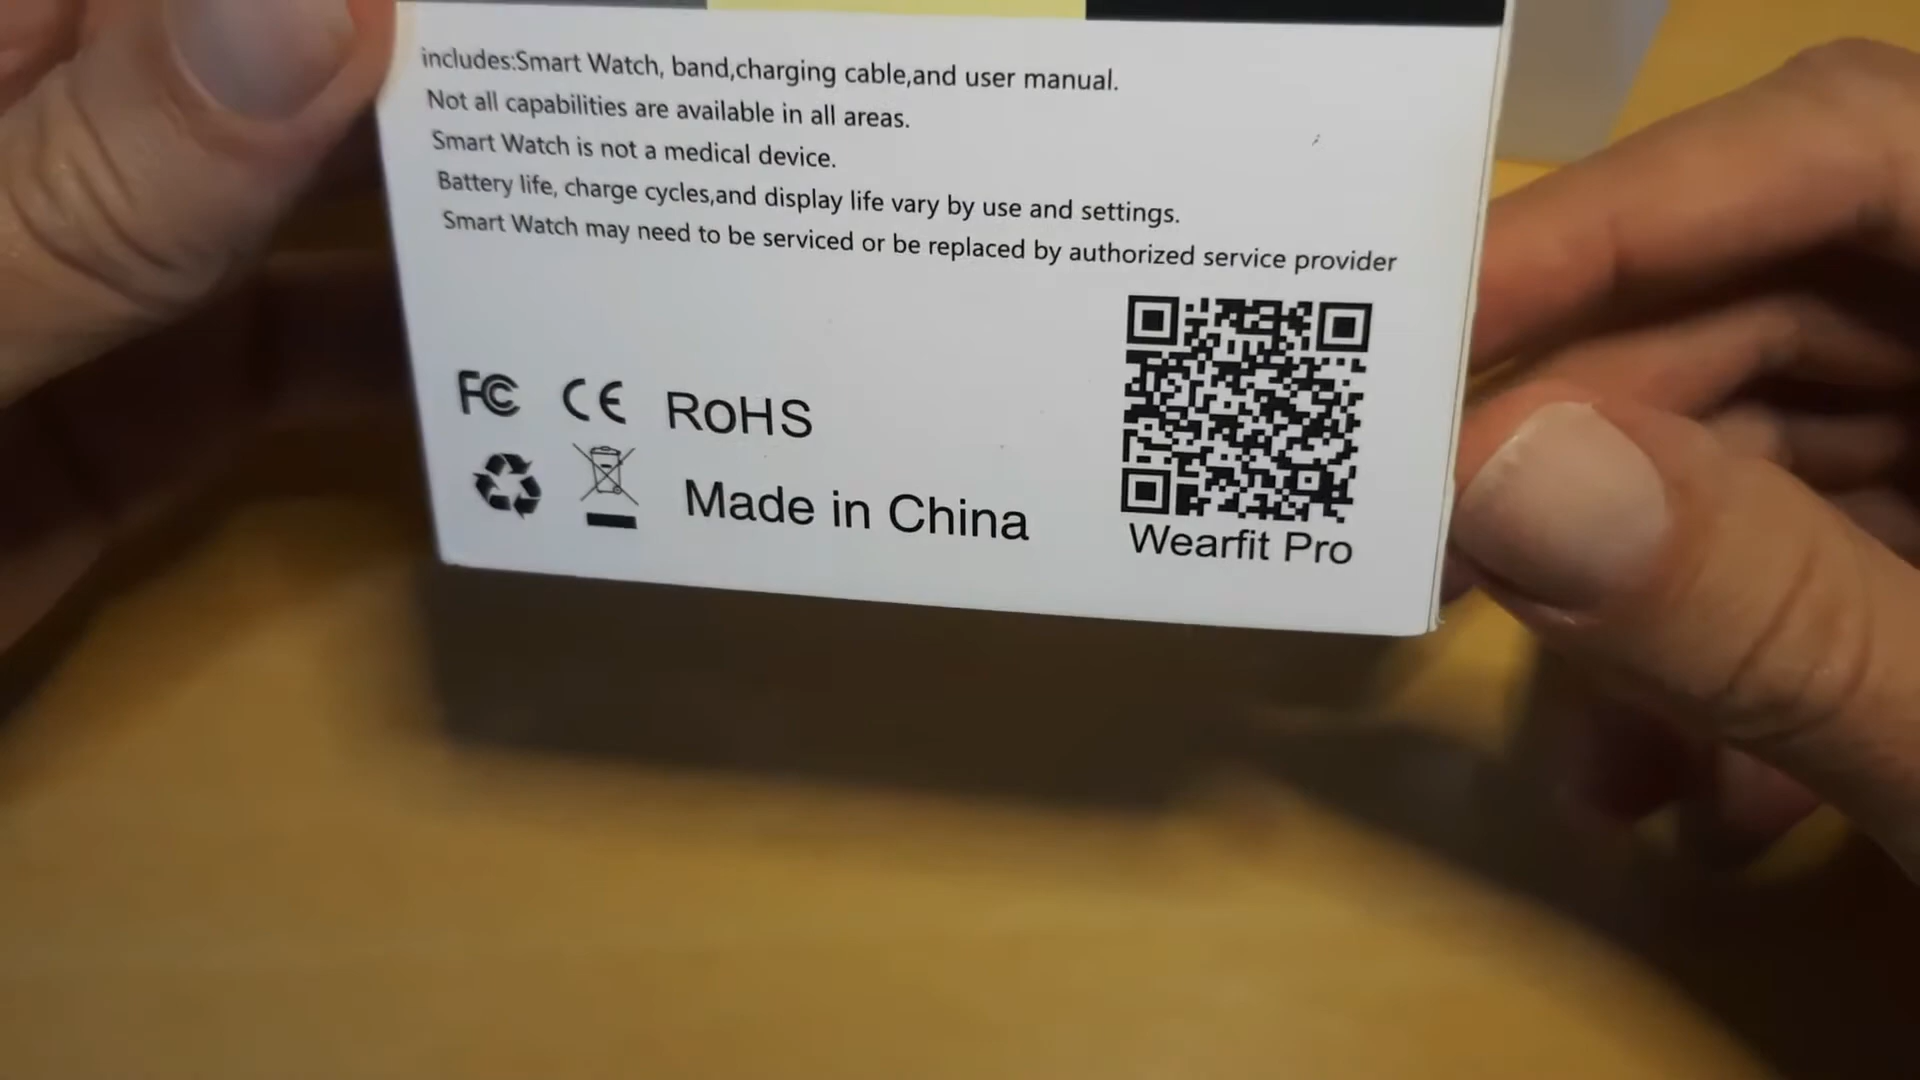 includes:Smart Watch, band,charging cable,and user manual.
Not all capabilities are available in all areas.
Smart Watch is not a medical device.
Battery life, charge cycles,and display life vary by use and settings.
Smart Watch may need to be serviced or be replaced by authorized service provider
FC CE RoHS
Made in China
Wearfit Pro